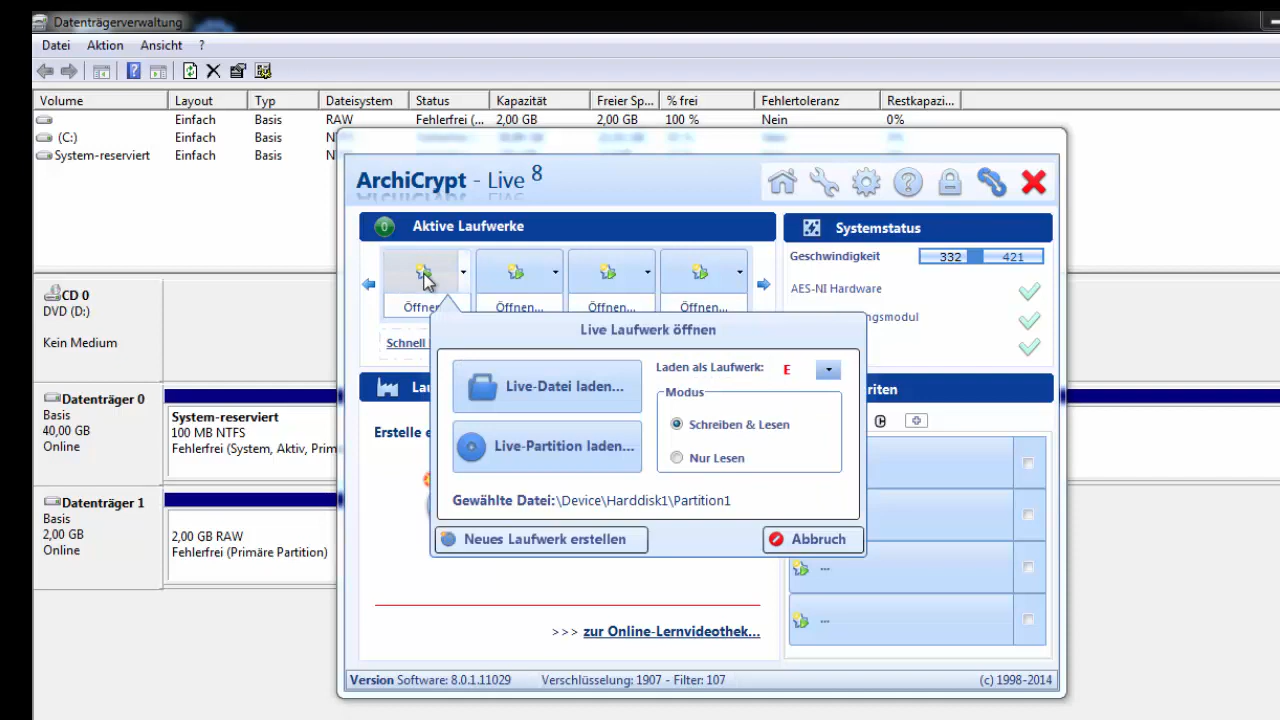 Datenträgerverwaltung
Datei Aktion Ansicht ?
Volume Layout Typ Dateisystem Status Kapazität Freier Sp... % frei Fehlertoleranz Restkapazi...
Einfach Basis RAW Fehlerfrei (... 2,00 GB 2,00 GB 100 % Nein 0%
(C:) Einfach Basis
System-reserviert Einfach Basis
ArchiCrypt - Live 8
0 Aktive Laufwerke
Systemstatus
Geschwindigkeit 332 421
AES-NI Hardware
Öffnen... Öffnen... Öffnen...
Schnell
Live Laufwerk öffnen
Live-Datei laden...
Laden als Laufwerk: E
Modus
Schreiben & Lesen
Live-Partition laden...
Nur Lesen
Gewählte Datei:\Device\Harddisk1\Partition1
Neues Laufwerk erstellen
Abbruch
...
...
>>> zur Online-Lernvideothek...
Version Software: 8.0.1.11029 Verschlüsselung: 1907 - Filter: 107 (c) 1998-2014
CD 0
DVD (D:)
Kein Medium
Datenträger 0
Basis
40,00 GB
Online
System-reserviert
100 MB NTFS
Fehlerfrei (System, Aktiv, Prim
Datenträger 1
Basis
2,00 GB
Online
2,00 GB RAW
Fehlerfrei (Primäre Partition)